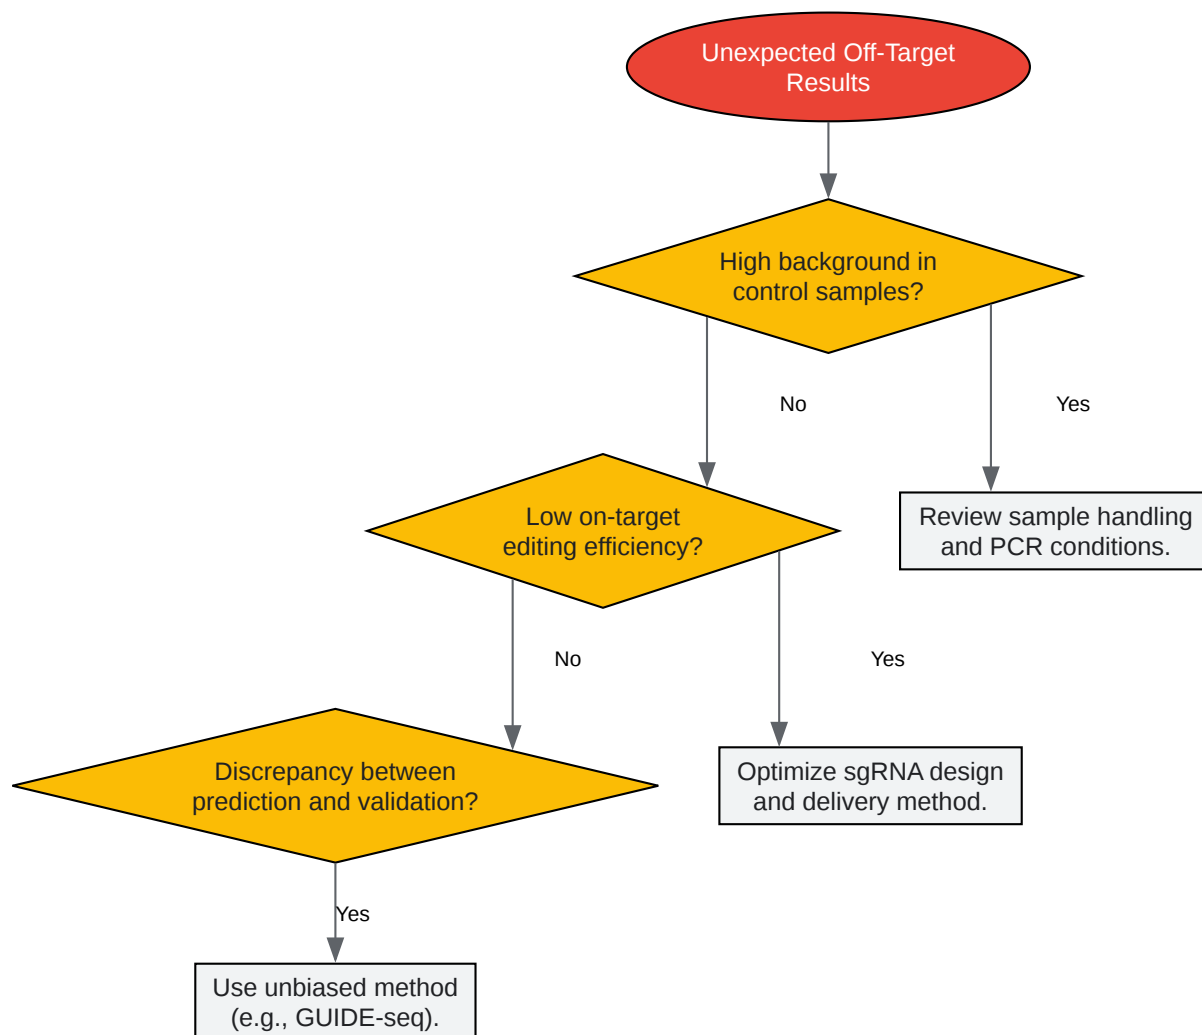 Unexpected Off-Target
Results
High background in
control samples?
No
Yes
Low on-target
editing efficiency?
Review sample handling
and PCR conditions.
No
Yes
Discrepancy between
prediction and validation?
Optimize sgRNA design
and delivery method.
Yes
Use unbiased method
(e.g., GUIDE-seq).